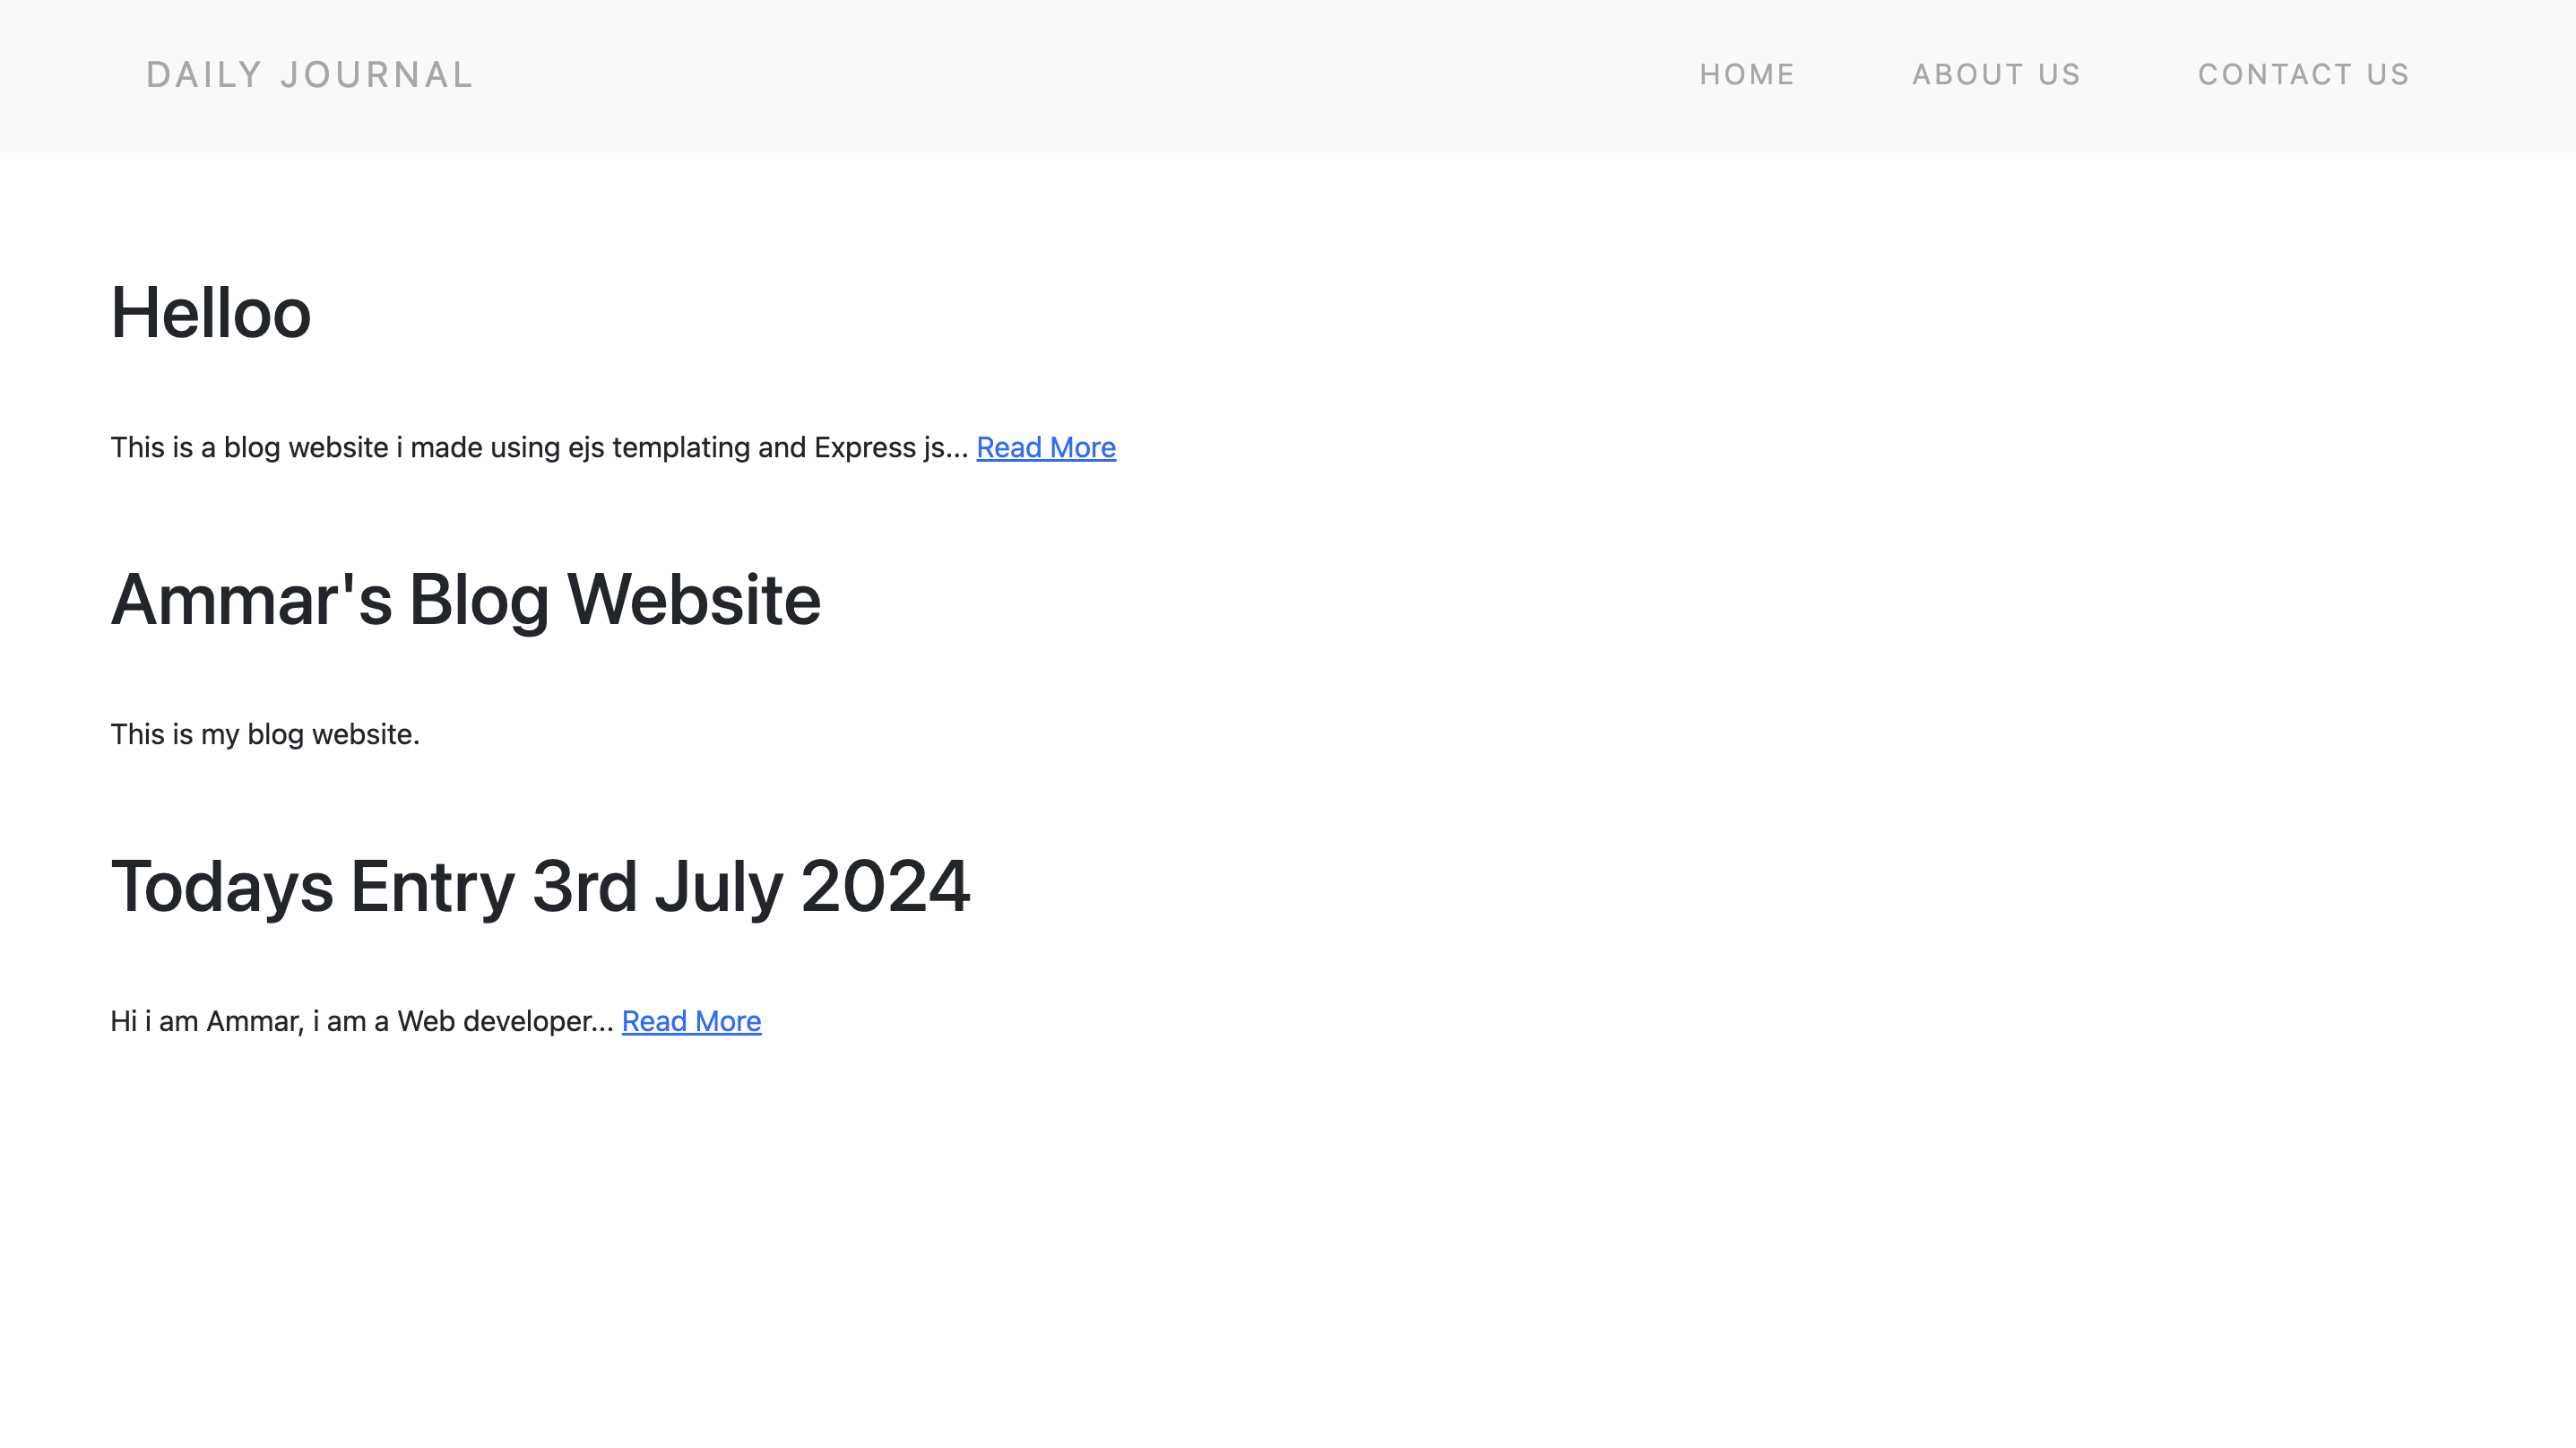 DAILY JOURNAL
HOME ABOUT US CONTACT US
Helloo
This is a blog website i made using ejs templating and Express js... Read More
Ammar's Blog Website
This is my blog website.
Todays Entry 3rd July 2024
Hi i am Ammar, i am a Web developer... Read More